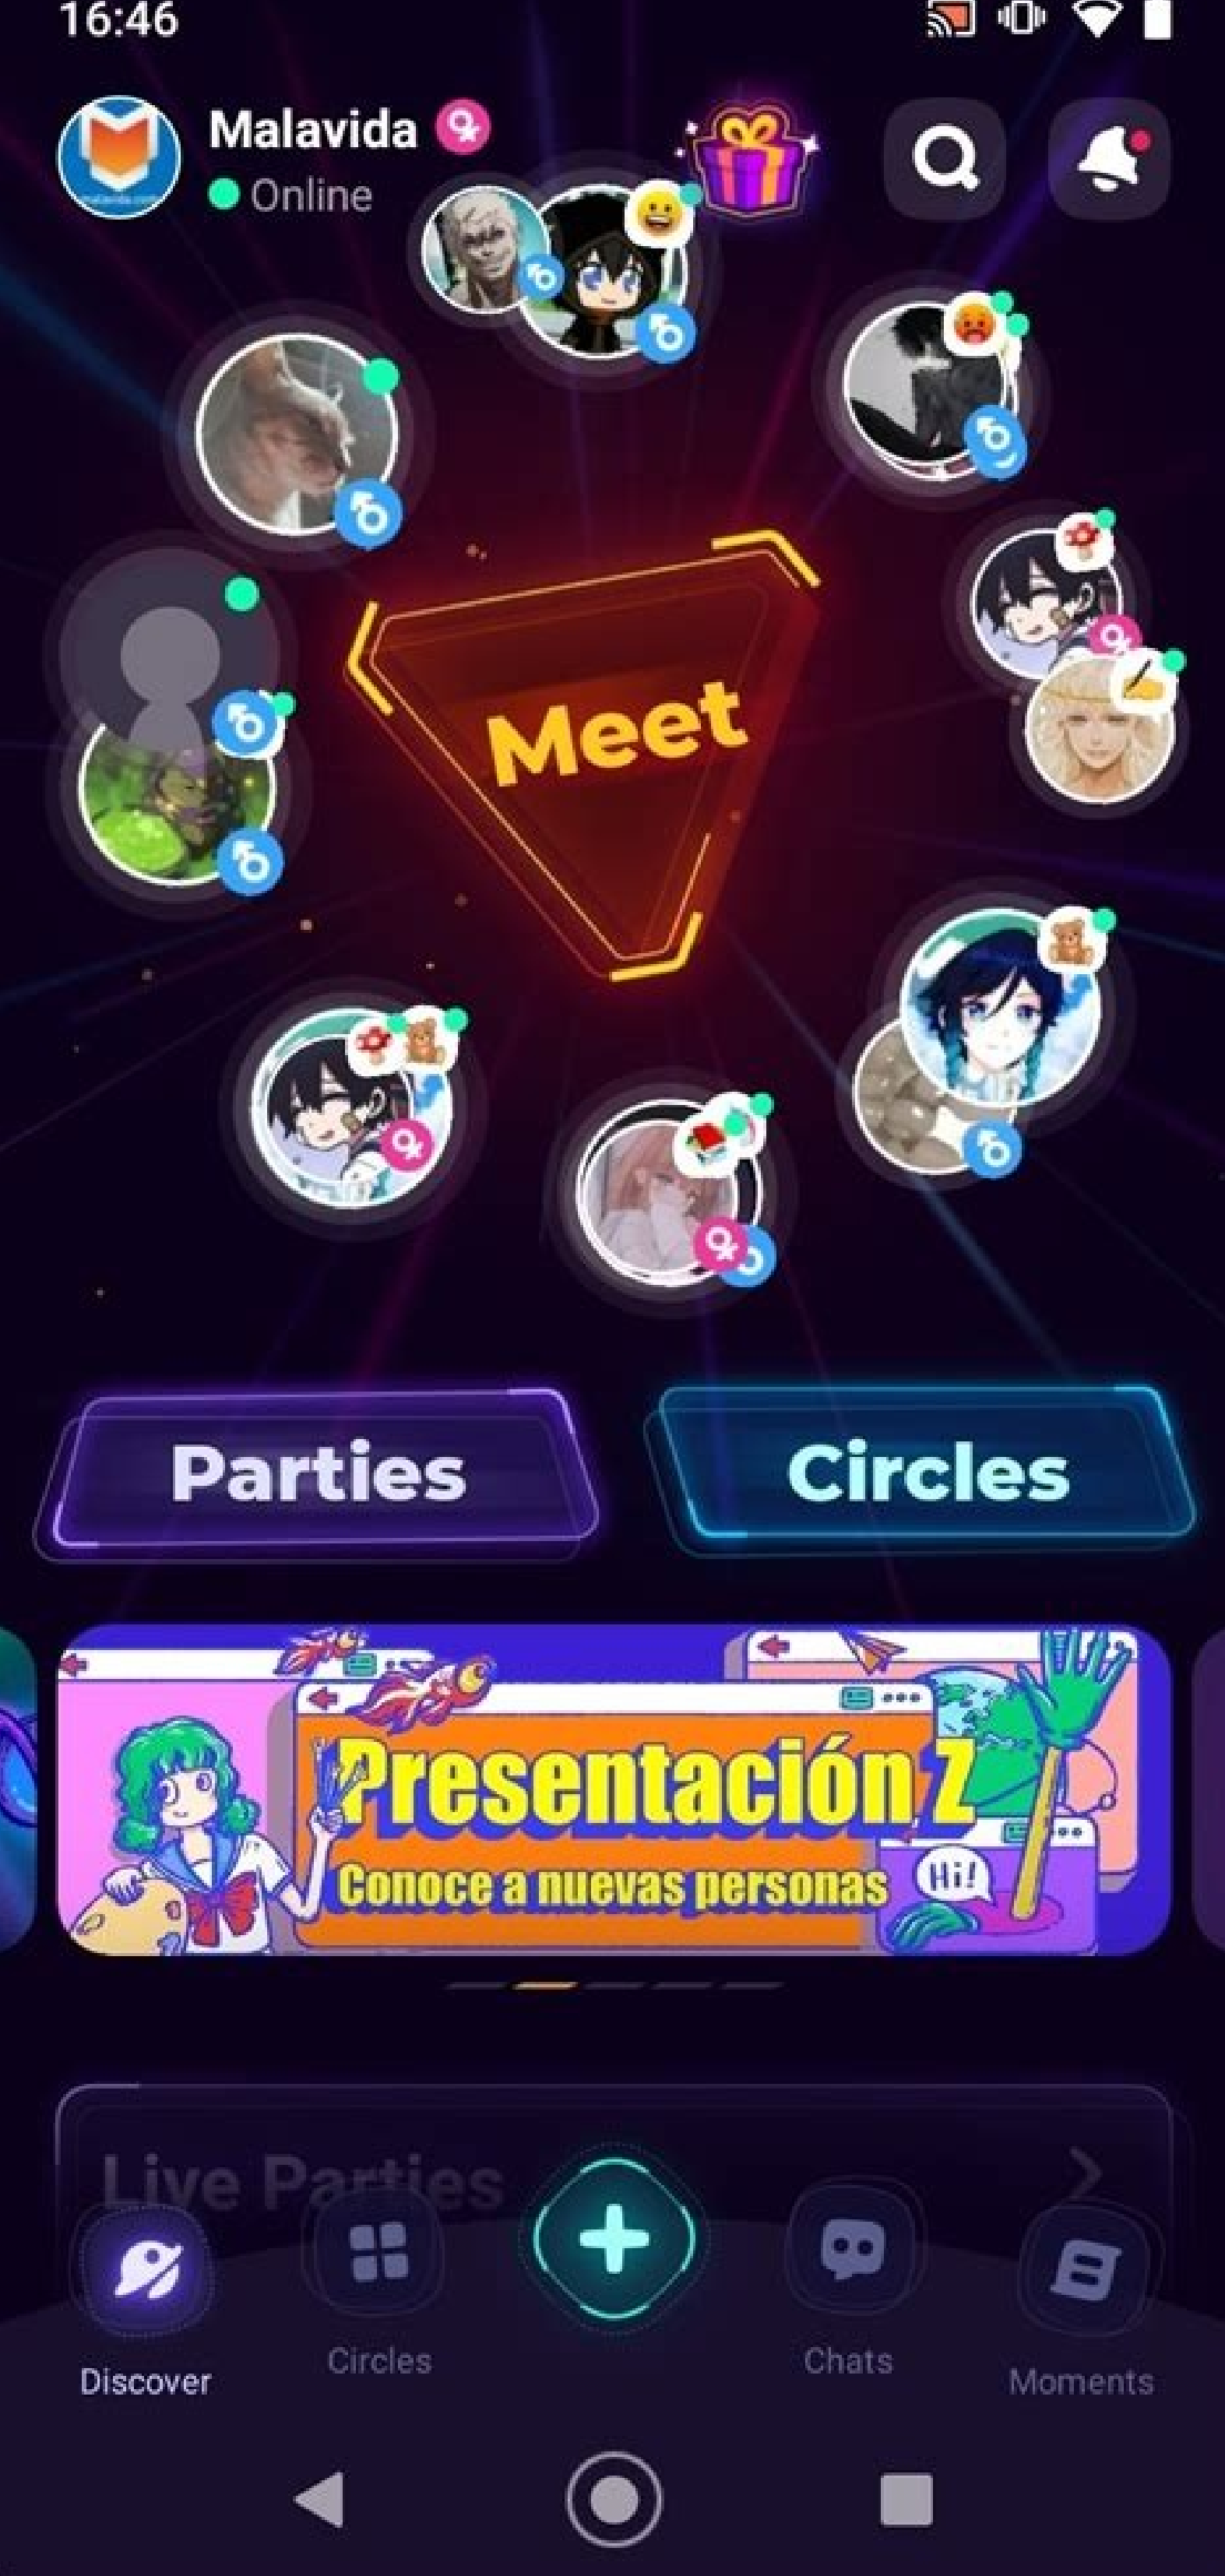 16:46
Malavida
Online
Meet
Parties
Circles
Presentación Z
Conoce a nuevas personas
Hi!
Live Parties
Discover
Circles
Chats
Moments